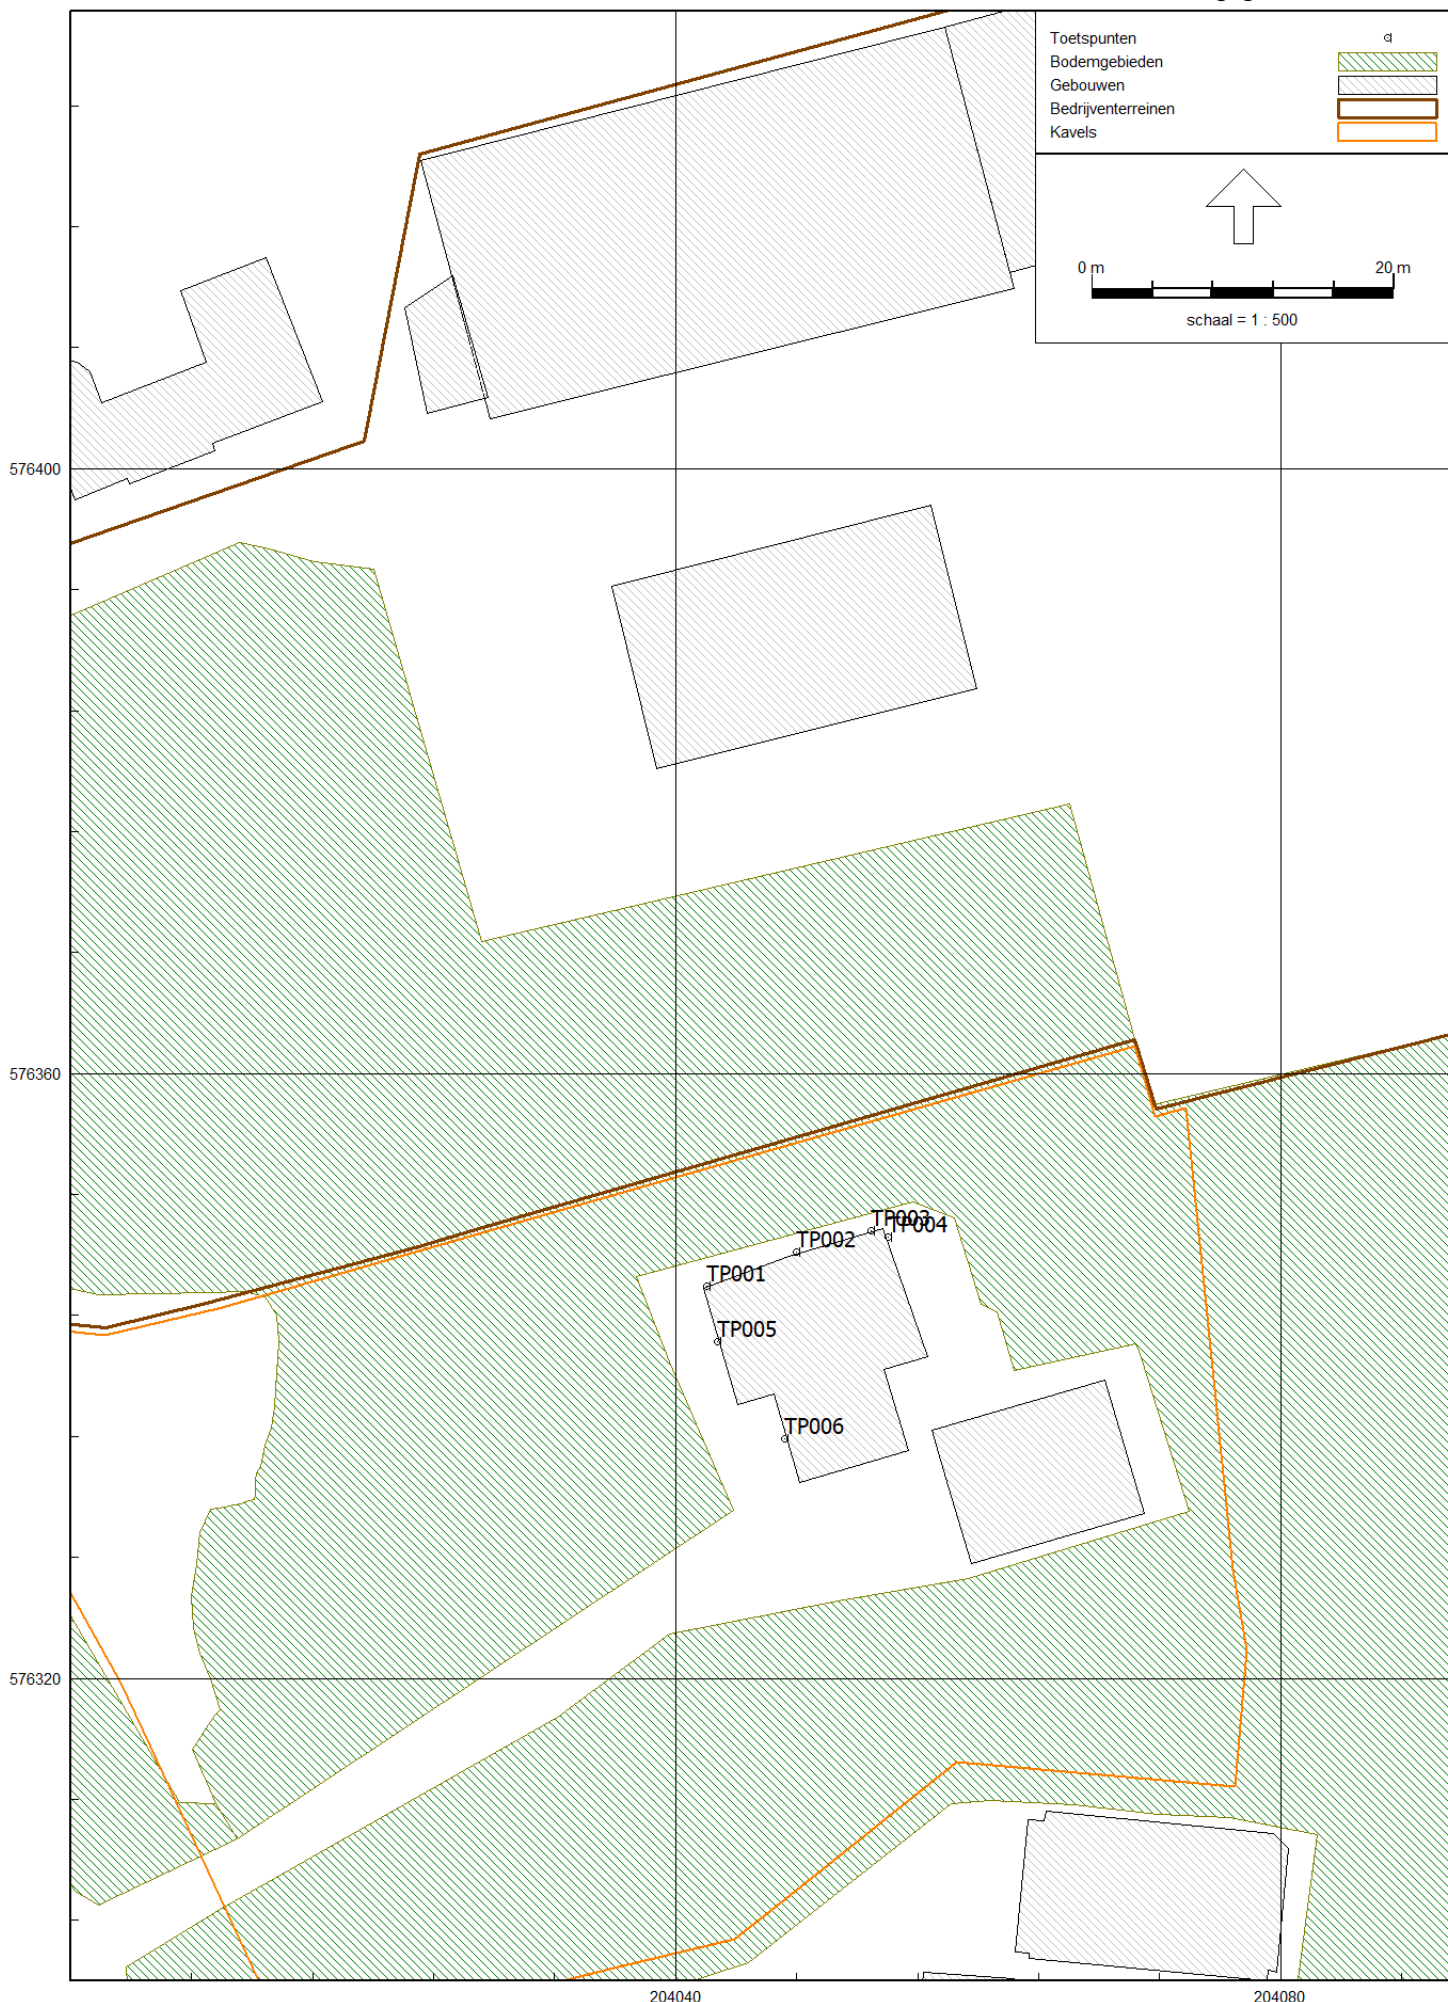 Toetspunten
Bodemgebieden
Gebouwen
Bedrijventerreinen
Kavels
0 m 20 m
schaal = 1 : 500
576400
576360
TP003
TP004
TP002
TP001
TP005
TP006
576320
204040 204080